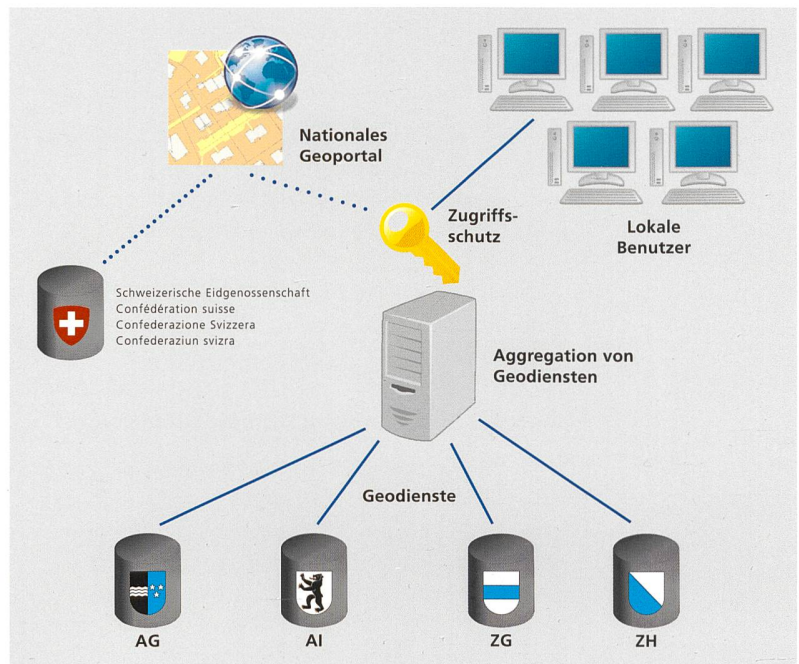 Nationales
Geoportal
Zugriffs-
schutz
Lokale
Benutzer
Schweizerische Eidgenossenschaft
Confédération suisse
Confederazione Svizzera
Confederaziun svizra
Aggregation von
Geodiensten
Geodienste
AG
AI
ZG
ZH